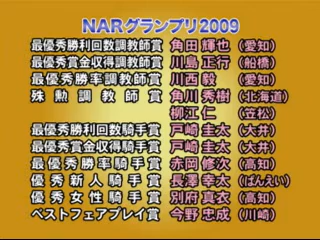 NARグランプリ2009
最優秀勝利回数調教師賞 角田 輝也（愛知）
最優秀賞金収得調教師賞 川島 正行（船橋）
最優秀勝率調教師賞 川西 毅（愛知）
殊勲調教師賞 角川 秀樹（北海道）
柳江 仁（笠松）
最優秀勝利回数騎手賞 戸崎 圭太（大井）
最優秀賞金収得騎手賞 戸崎 圭太（大井）
最優秀勝率騎手賞 赤岡 修次（高知）
優秀新人騎手賞 長澤 幸太（ばんえい）
優秀女性騎手賞 別府 真衣（高知）
ベストフェアプレイ賞 今野 忠成（川崎）